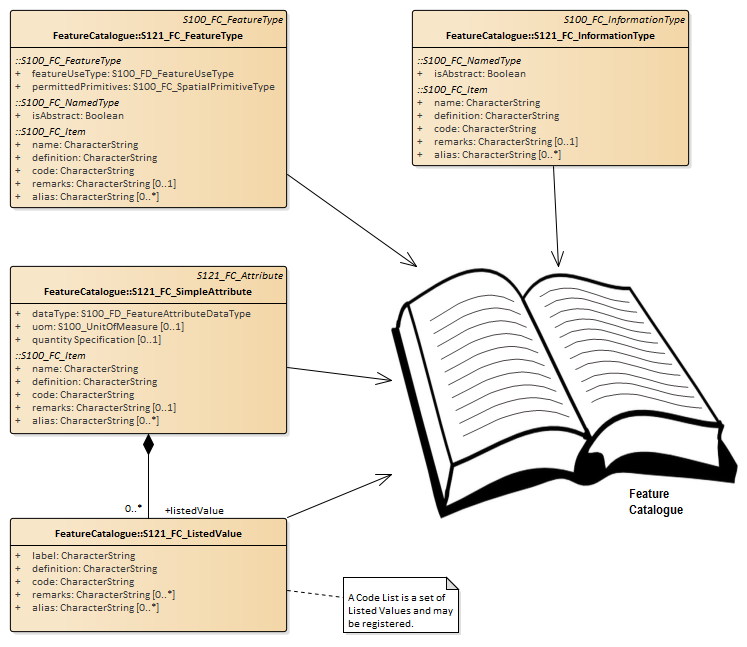 S100_FC_FeatureType
FeatureCatalogue::S121_FC_FeatureType
::S100_FC_FeatureType
+ featureUseType: S100_FD_FeatureUseType
+ permittedPrimitives: S100_FC_SpatialPrimitiveType
::S100_FC_NamedType
+ isAbstract: Boolean
::S100_FC_Item
+ name: CharacterString
+ definition: CharacterString
+ code: CharacterString
+ remarks: CharacterString [0..1]
+ alias: CharacterString [0..*]
S100_FC_InformationType
FeatureCatalogue::S121_FC_InformationType
::S100_FC_NamedType
+ isAbstract: Boolean
::S100_FC_Item
+ name: CharacterString
+ definition: CharacterString
+ code: CharacterString
+ remarks: CharacterString [0..1]
+ alias: CharacterString [0..*]
S121_FC_Attribute
FeatureCatalogue::S121_FC_SimpleAttribute
+ dataType: S100_FD_FeatureAttributeDataType
+ uom: S100_UnitOfMeasure [0..1]
+ quantity Specification [0..1]
::S100_FC_Item
+ name: CharacterString
+ definition: CharacterString
+ code: CharacterString
+ remarks: CharacterString [0..1]
+ alias: CharacterString [0..*]
0..* +listedValue
FeatureCatalogue::S121_FC_ListedValue
+ label: CharacterString
+ definition: CharacterString
+ code: CharacterString
+ remarks: CharacterString [0..*]
+ alias: CharacterString [0..*]
A Code List is a set of
Listed Values and may
be registered.
Feature
Catalogue